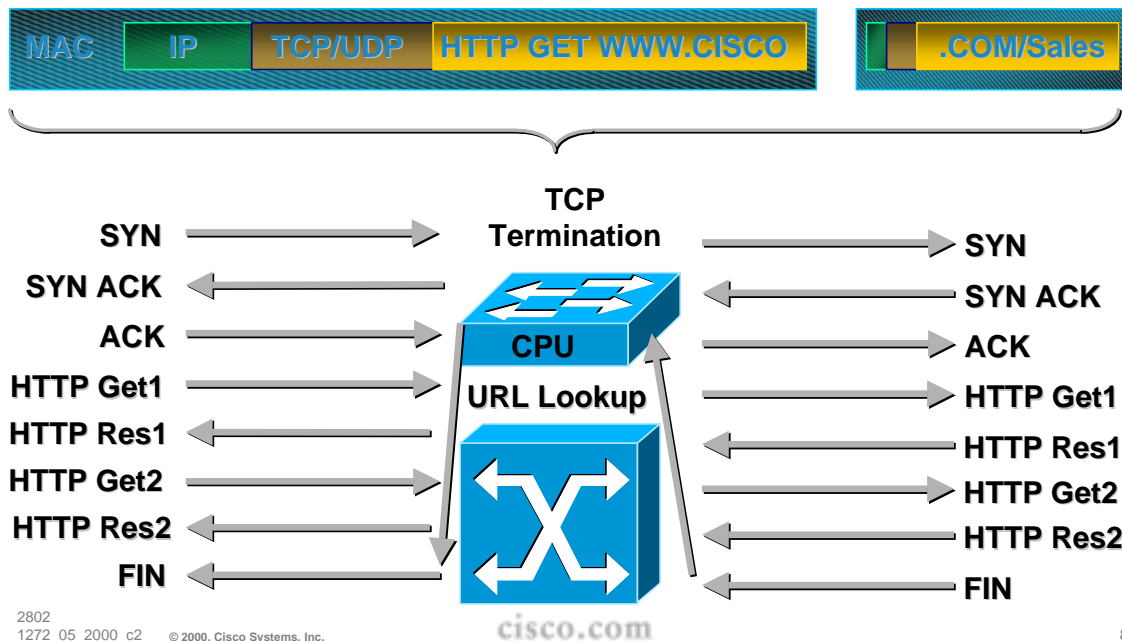 MAC IP TCP/UDP HTTP GET WWW.CISCO .COM/Sales
TCP
Termination
SYN
SYN ACK
ACK
HTTP Get1
HTTP Res1
HTTP Get2
HTTP Res2
FIN
CPU
URL Lookup
SYN
SYN ACK
ACK
HTTP Get1
HTTP Res1
HTTP Get2
HTTP Res2
FIN
2802
1272_05_2000_c2 © 2000, Cisco Systems, Inc.
cisco.com
8